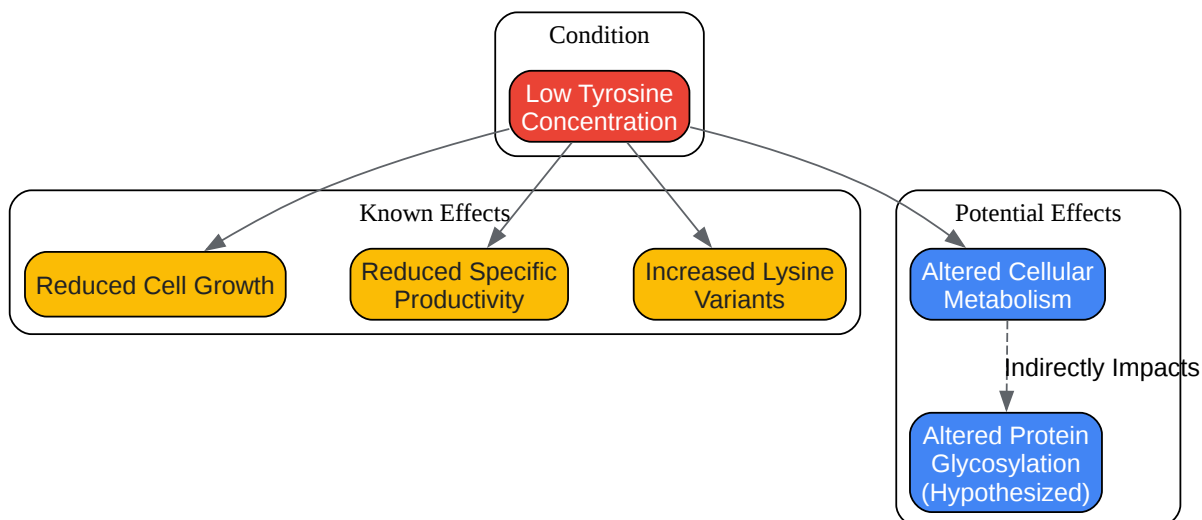 Condition
Low Tyrosine
Concentration
Known Effects
Reduced Cell Growth
Reduced Specific
Productivity
Increased Lysine
Variants
Potential Effects
Altered Cellular
Metabolism
Indirectly Impacts
Altered Protein
Glycosylation
(Hypothesized)